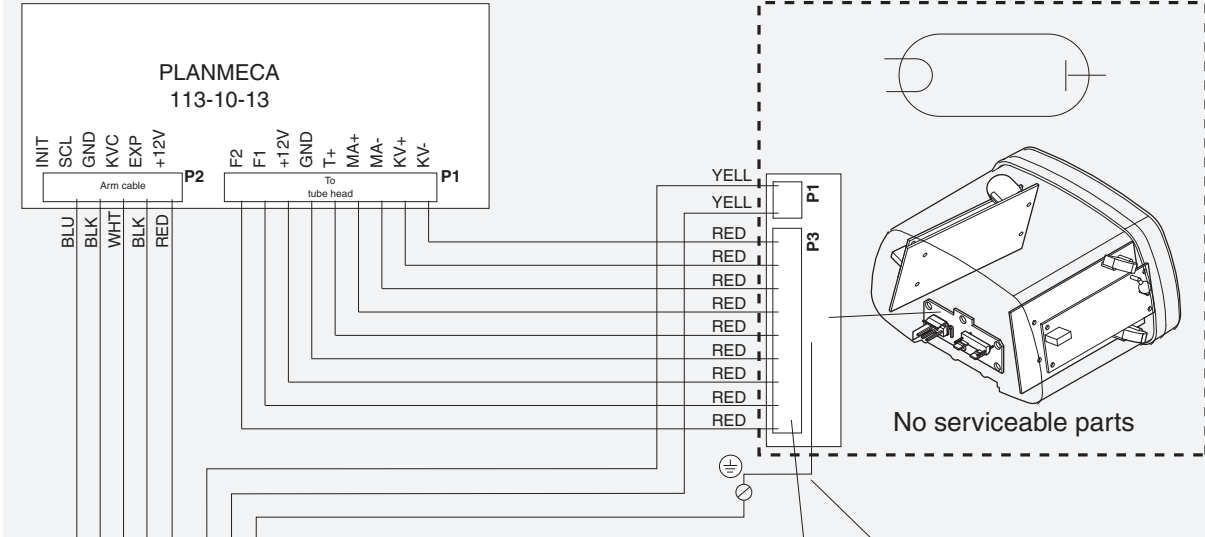 PLANMECA
113-10-13
INIT
SCL
GND
KVC
EXP
+12V
F2
F1
+12V
GND
T+
MA+
MA-
KV+
KV-
Arm cable
P2
To
tube head
P1
BLU
BLK
WHT
BLK
RED
YELL
YELL
RED
RED
RED
RED
RED
RED
RED
RED
RED
P1
P3
No serviceable parts